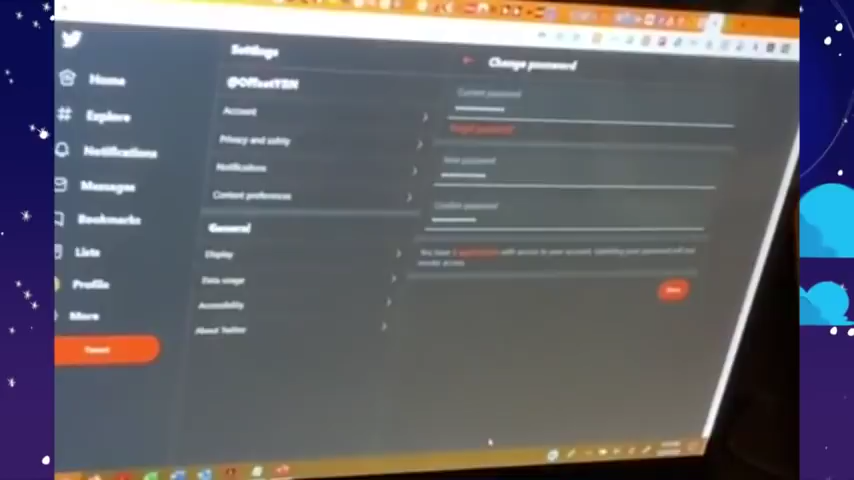 Settings
Change password
@OffsetYRN
Home
Account
Current password
Forgot password?
Explore
Privacy and safety
Notifications
Notifications
New password
Messages
Content preferences
Confirm password
Bookmarks
General
Lists
Display
Profile
Data usage
More
Accessibility
About Twitter
Tweet
Save